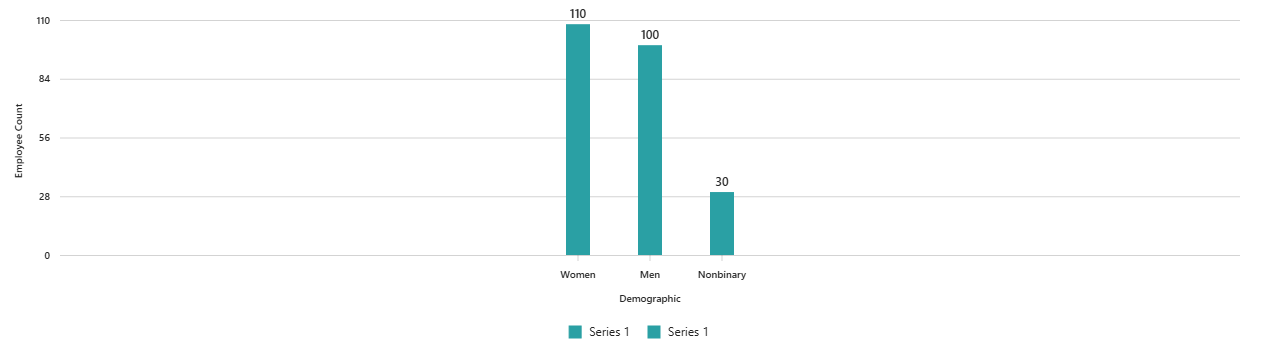 110
110
100
84
Employee Count
56
30
28
0
Women Men Nonbinary
Demographic
Series 1 Series 1